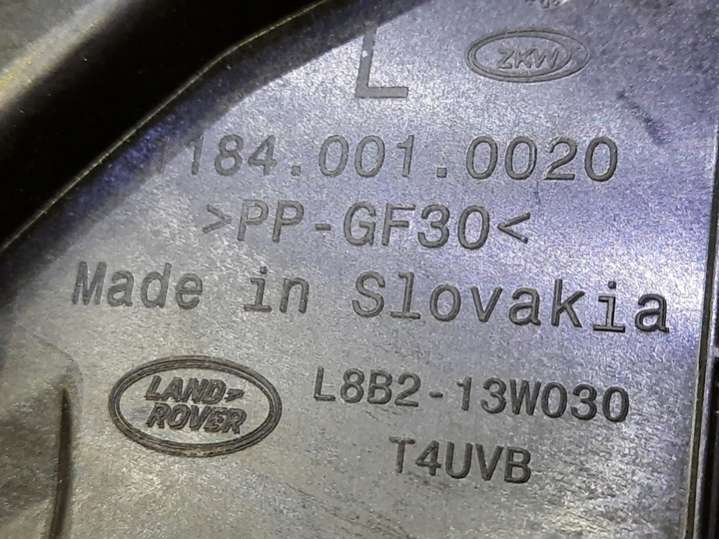 L ZKW
1184.001.0020
>PP-GF30<
Made in Slovakia
LAND
ROVER
L8B2-13W030
T4UVB